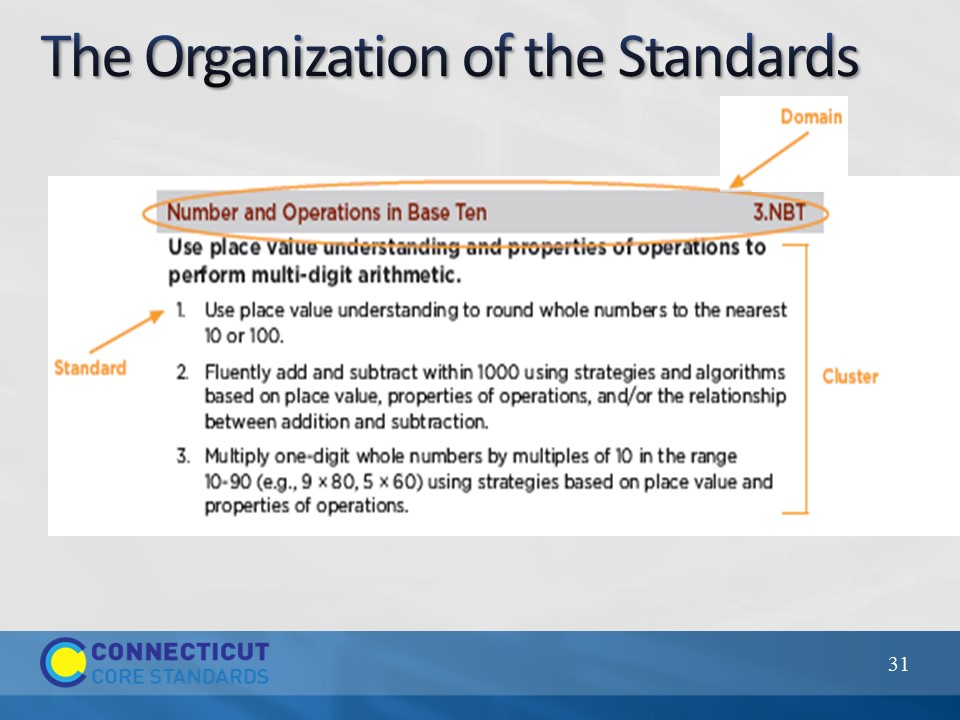 The Organization of the Standards
Domain
Number and Operations in Base Ten 3.NBT
Use place value understanding and properties of operations to
perform multi-digit arithmetic.
1. Use place value understanding to round whole numbers to the nearest
10 or 100.
Standard
2. Fluently add and subtract within 1000 using strategies and algorithms
based on place value, properties of operations, and/or the relationship
between addition and subtraction.
Cluster
3. Multiply one-digit whole numbers by multiples of 10 in the range
10-90 (e.g., 9 × 80, 5 × 60) using strategies based on place value and
properties of operations.
CONNECTICUT
CORE STANDARDS
31